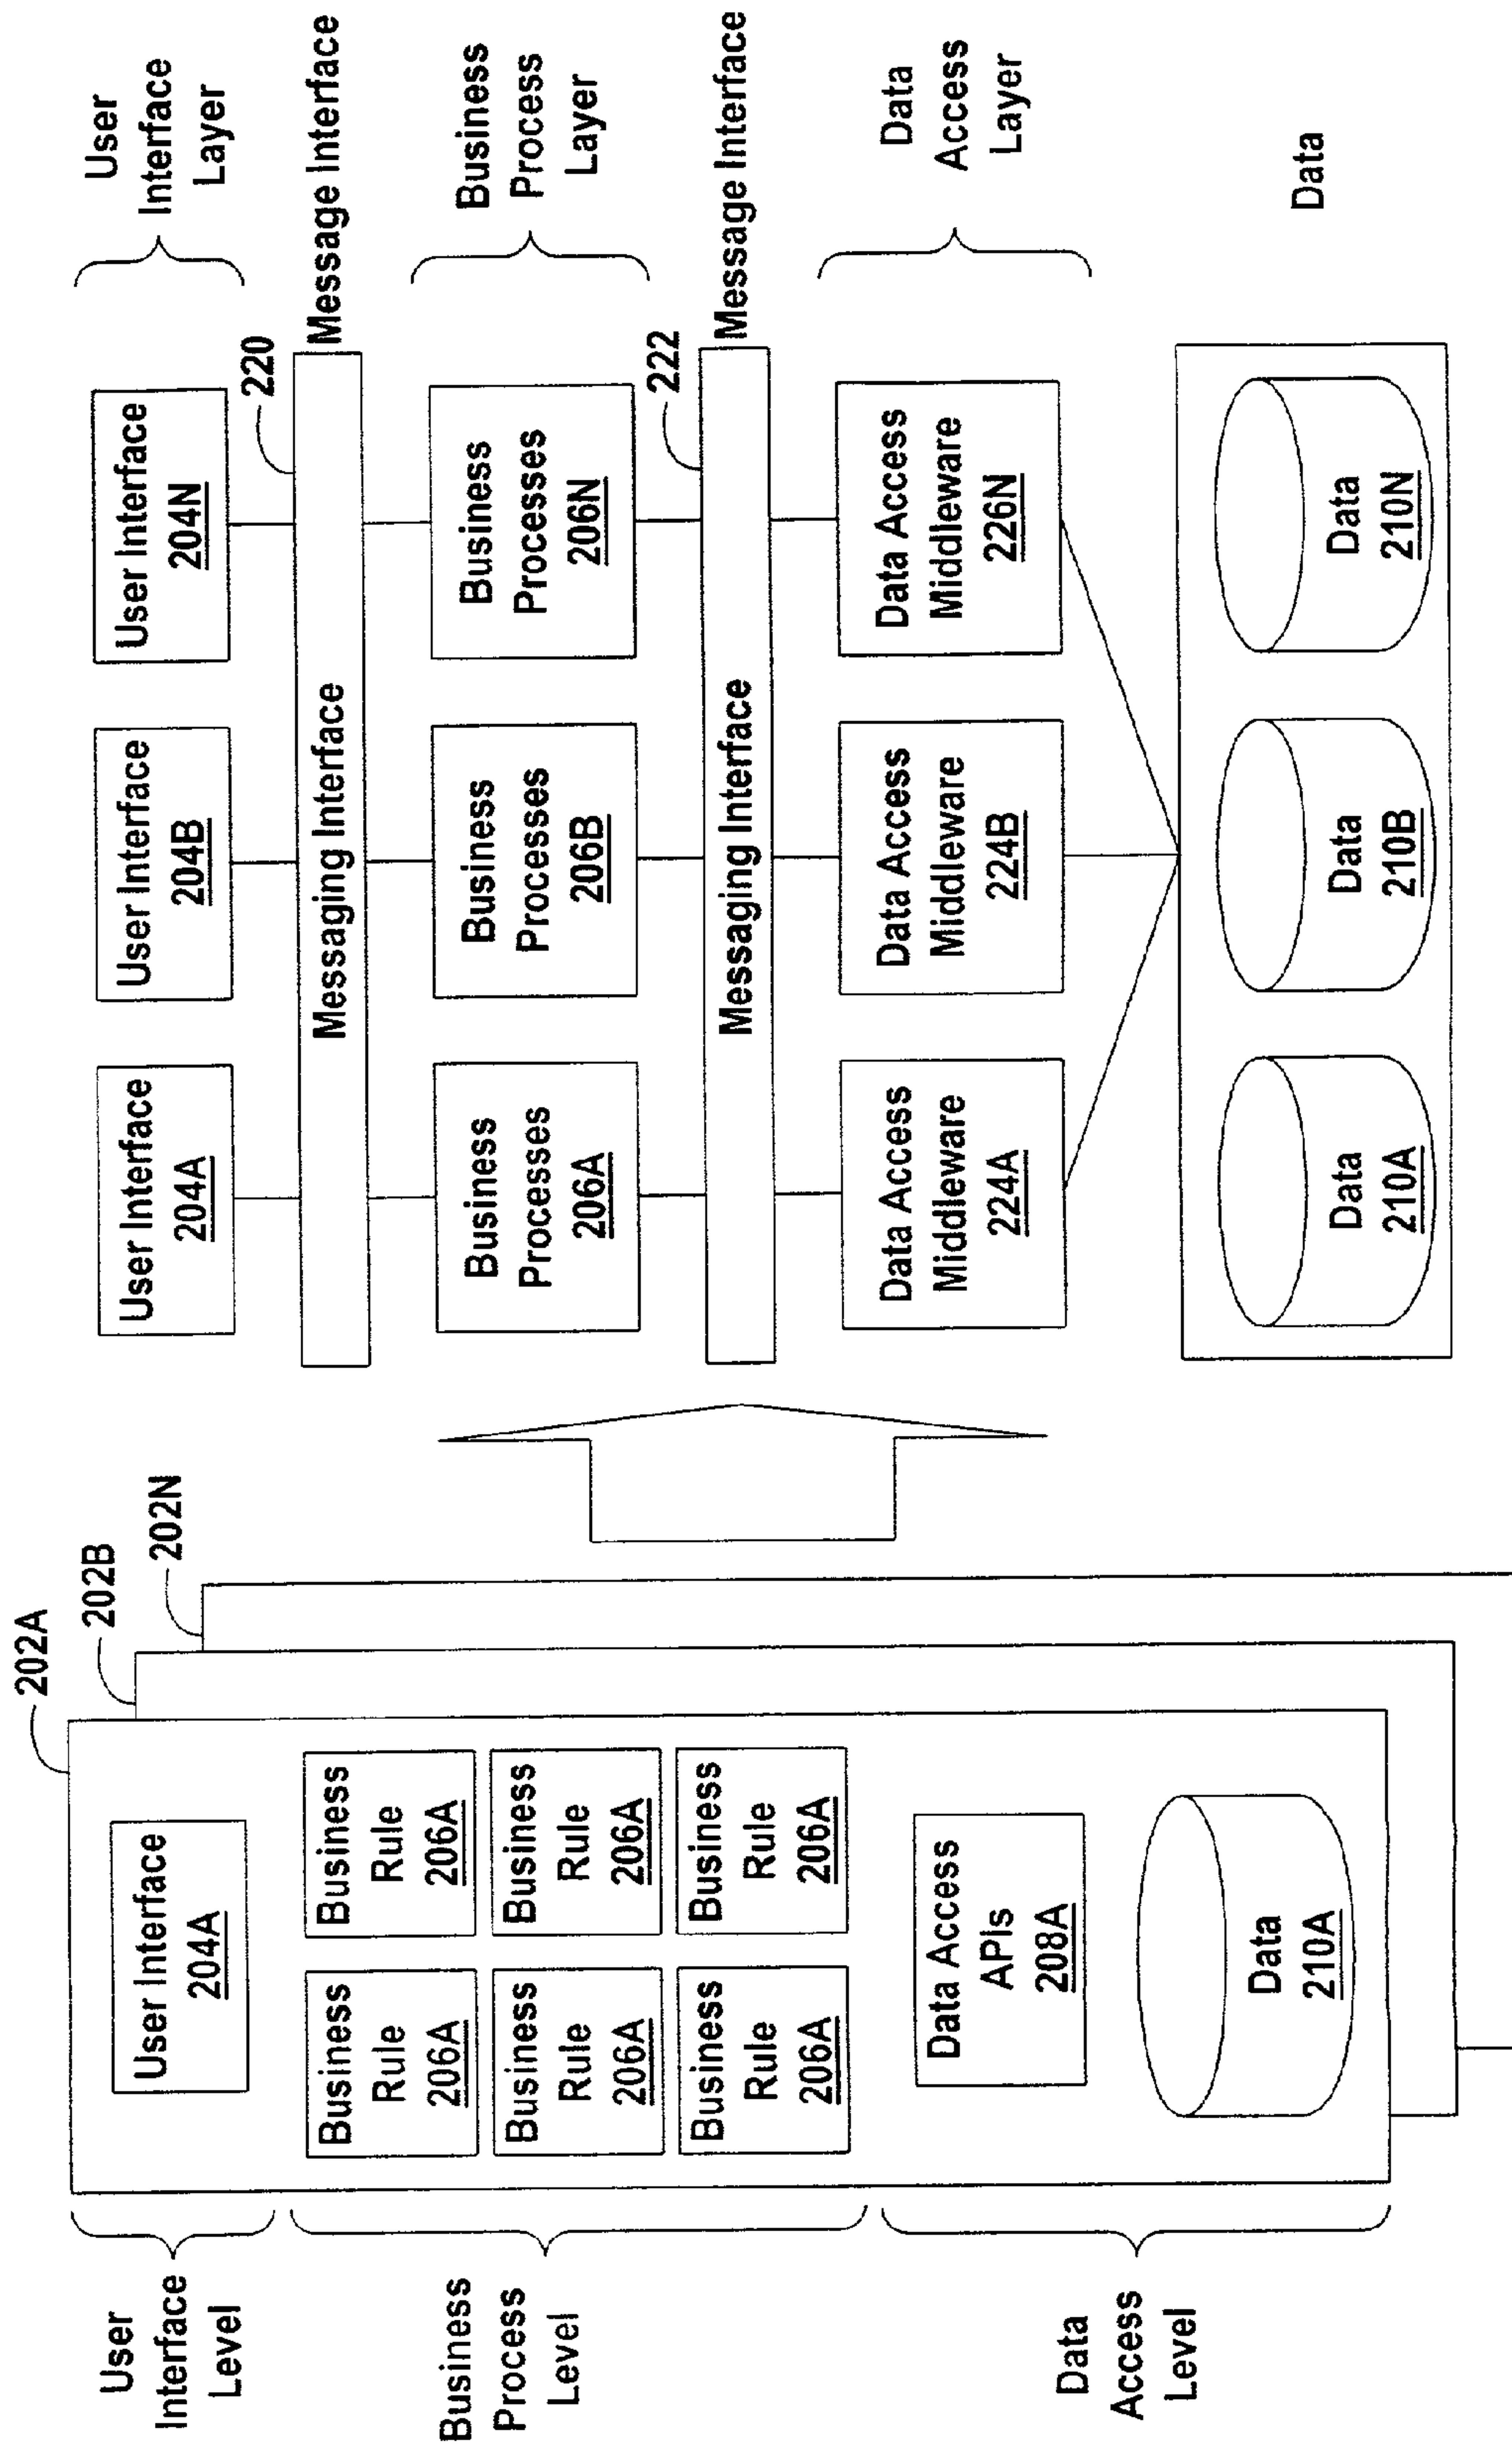 202A
202B
202N
User
Interface
Level
User Interface
204A
Business
Process
Level
Business
Rule
206A
Business
Rule
206A
Business
Rule
206A
Business
Rule
206A
Business
Rule
206A
Business
Rule
206A
Data
Access
Level
Data Access
APIs
208A
Data
210A
User Interface
204A
User Interface
204B
User Interface
204N
User
Interface
Layer
220
Messaging Interface
Message Interface
Business
Processes
206A
Business
Processes
206B
Business
Processes
206N
Business
Process
Layer
222
Messaging Interface
Message Interface
Data Access
Middleware
224A
Data Access
Middleware
224B
Data Access
Middleware
226N
Data
Access
Layer
Data
210A
Data
210B
Data
210N
Data